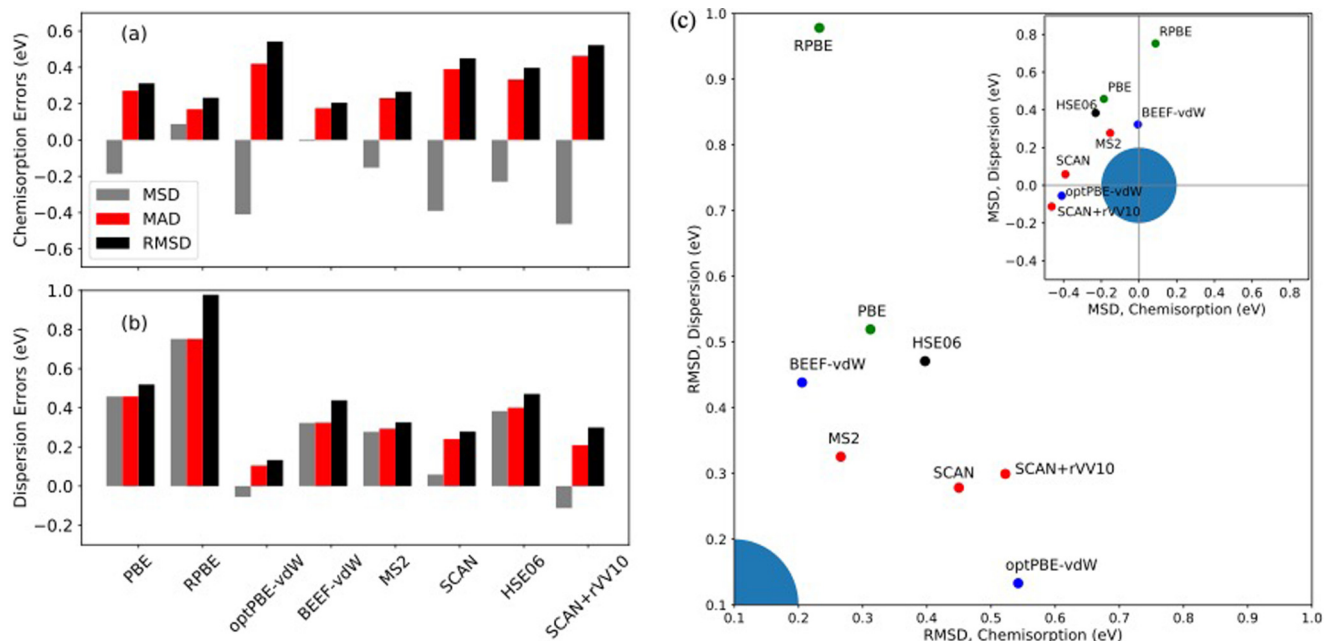 (a)
Chemisorption Errors (eV)
0.6
0.4
0.2
0.0
−0.2
−0.4
−0.6
MSD
MAD
RMSD
(b)
Dispersion Errors (eV)
1.0
0.8
0.6
0.4
0.2
0.0
−0.2
PBE
RPBE
optPBE-vdW
BEEF-vdW
MS2
SCAN
HSE06
SCAN+rVV10
(c)
RMSD, Dispersion (eV)
1.0
0.9
0.8
0.7
0.6
0.5
0.4
0.3
0.2
0.1
RPBE
PBE
HSE06
BEEF-vdW
MS2
SCAN
SCAN+rVV10
optPBE-vdW
0.1 0.2 0.3 0.4 0.5 0.6 0.7 0.8 0.9 1.0
RMSD, Chemisorption (eV)
MSD, Dispersion (eV)
0.8
0.6
0.4
0.2
0.0
−0.2
−0.4
RPBE
PBE
HSE06
BEEF-vdW
MS2
SCAN
optPBE-vdW
SCAN+rVV10
−0.4 −0.2 0.0 0.2 0.4 0.6 0.8
MSD, Chemisorption (eV)